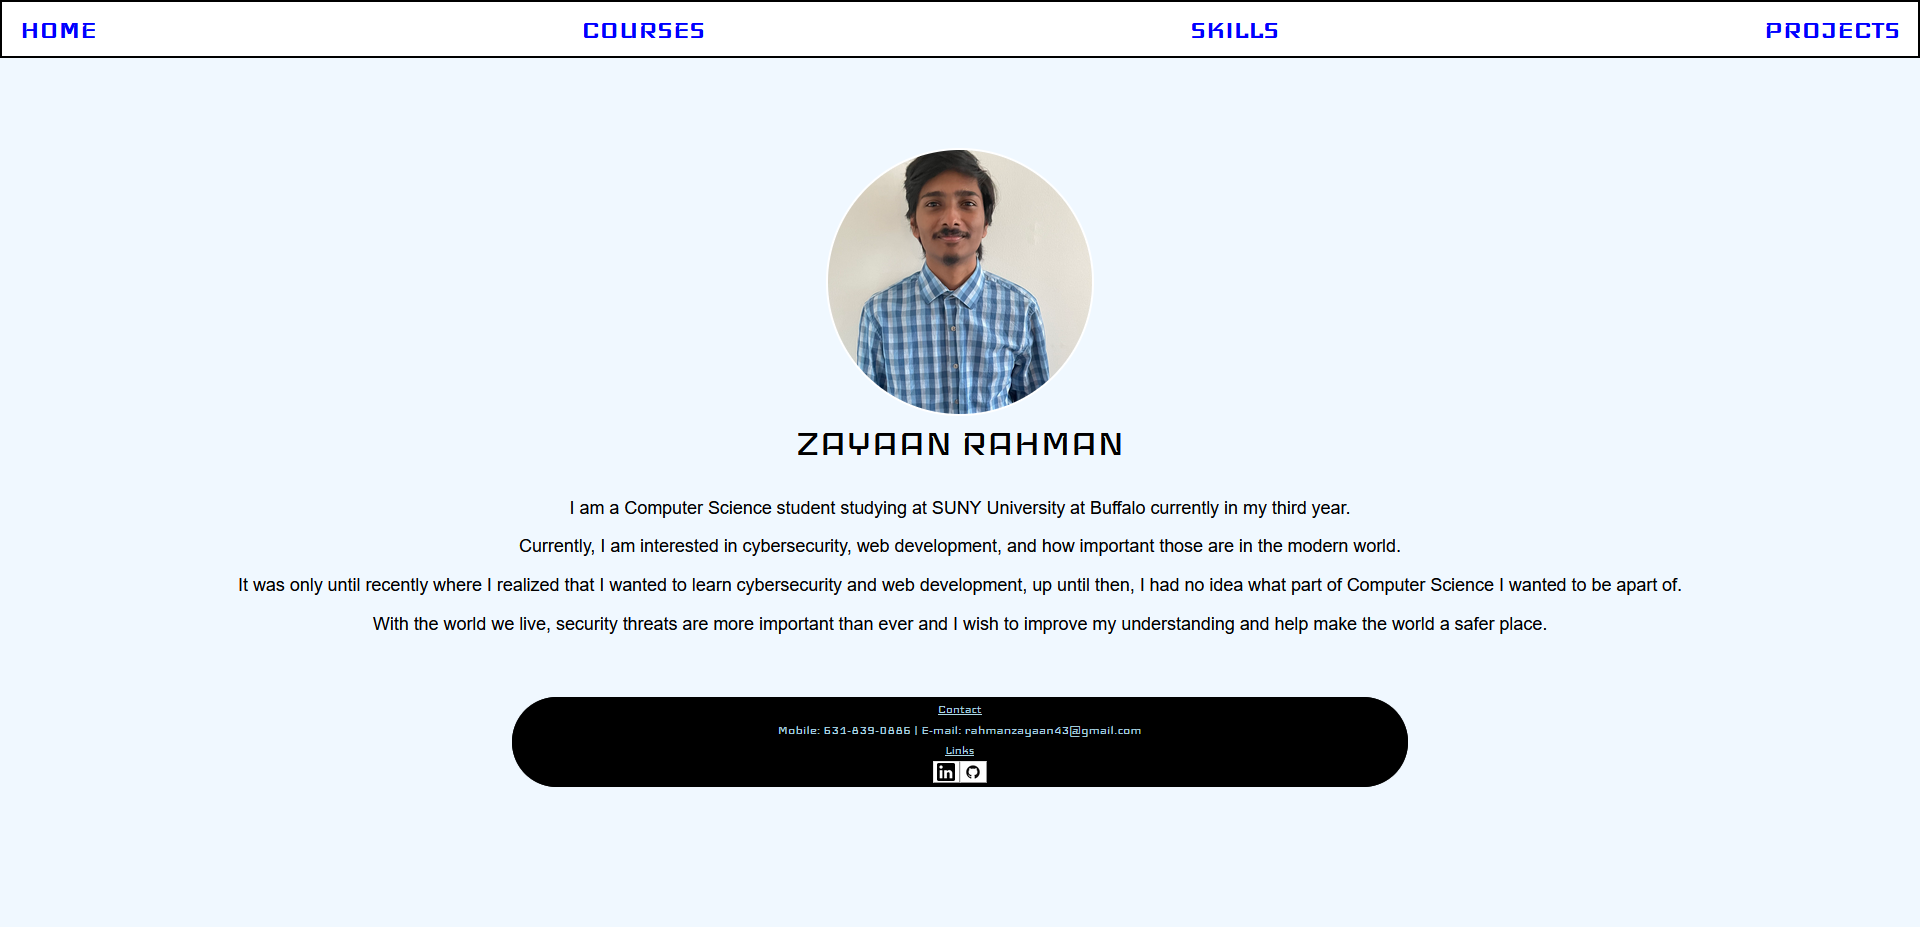 HOME COURSES SKILLS PROJECTS
ZAYAAN RAHMAN
I am a Computer Science student studying at SUNY University at Buffalo currently in my third year.
Currently, I am interested in cybersecurity, web development, and how important those are in the modern world.
It was only until recently where I realized that I wanted to learn cybersecurity and web development, up until then, I had no idea what part of Computer Science I wanted to be apart of.
With the world we live, security threats are more important than ever and I wish to improve my understanding and help make the world a safer place.
Contact
Mobile: 631-839-0886 | E-mail: rahmanzayaan43@gmail.com
Links
in